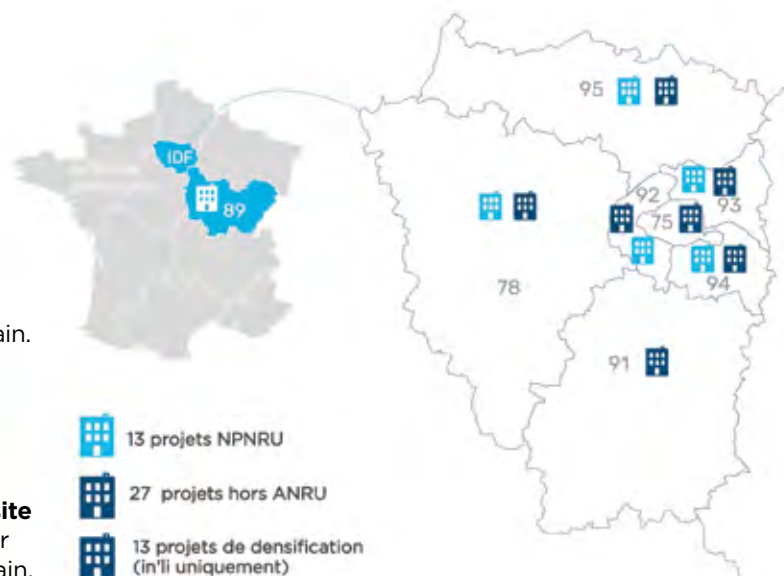 95
IDF
92
93
89
75
94
78
ain.
91
13 projets NPNRU
27 projets hors ANRU
site
r
13 projets de densification
(in'li uniquement)
ain.